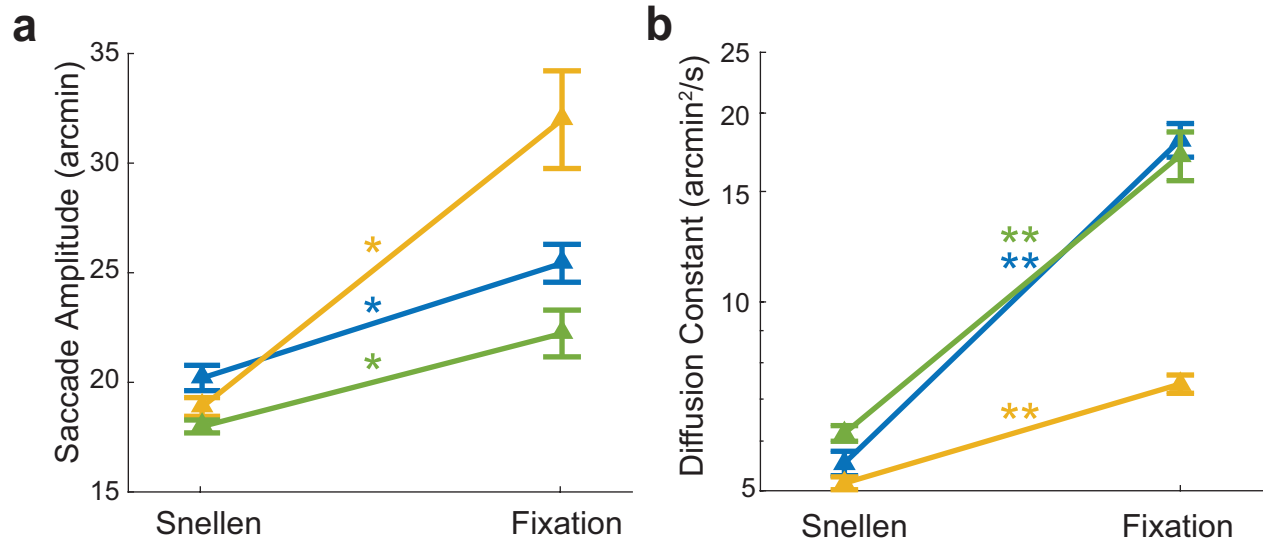 a
Saccade Amplitude (arcmin)
35
30
25
20
15
*
*
*
Snellen
Fixation
b
Diffusion Constant (arcmin²/s)
25
20
15
10
5
**
**
**
Snellen
Fixation